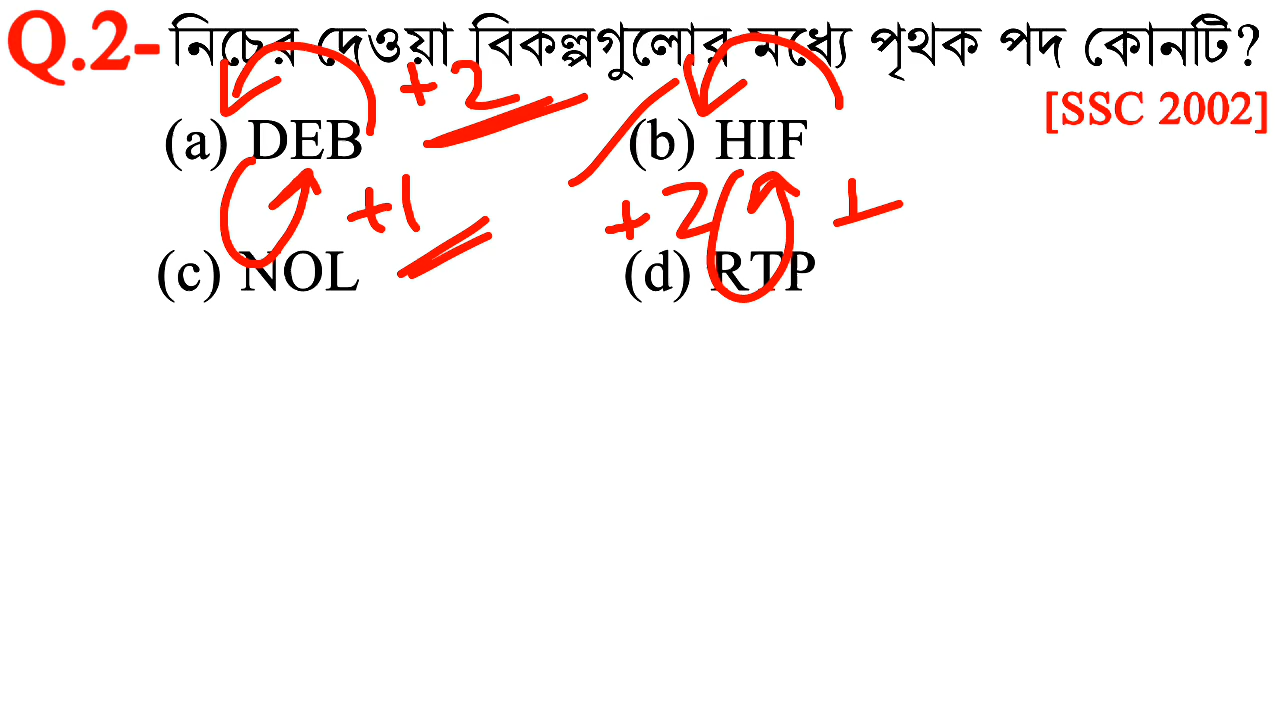 Q.2- নিচের দেওয়া বিকল্পগুলোর মধ্যে পৃথক পদ কোনটি?
[SSC 2002]
+2
(a) DEB (b) HIF
+1 +2
(c) NOL (d) RTP